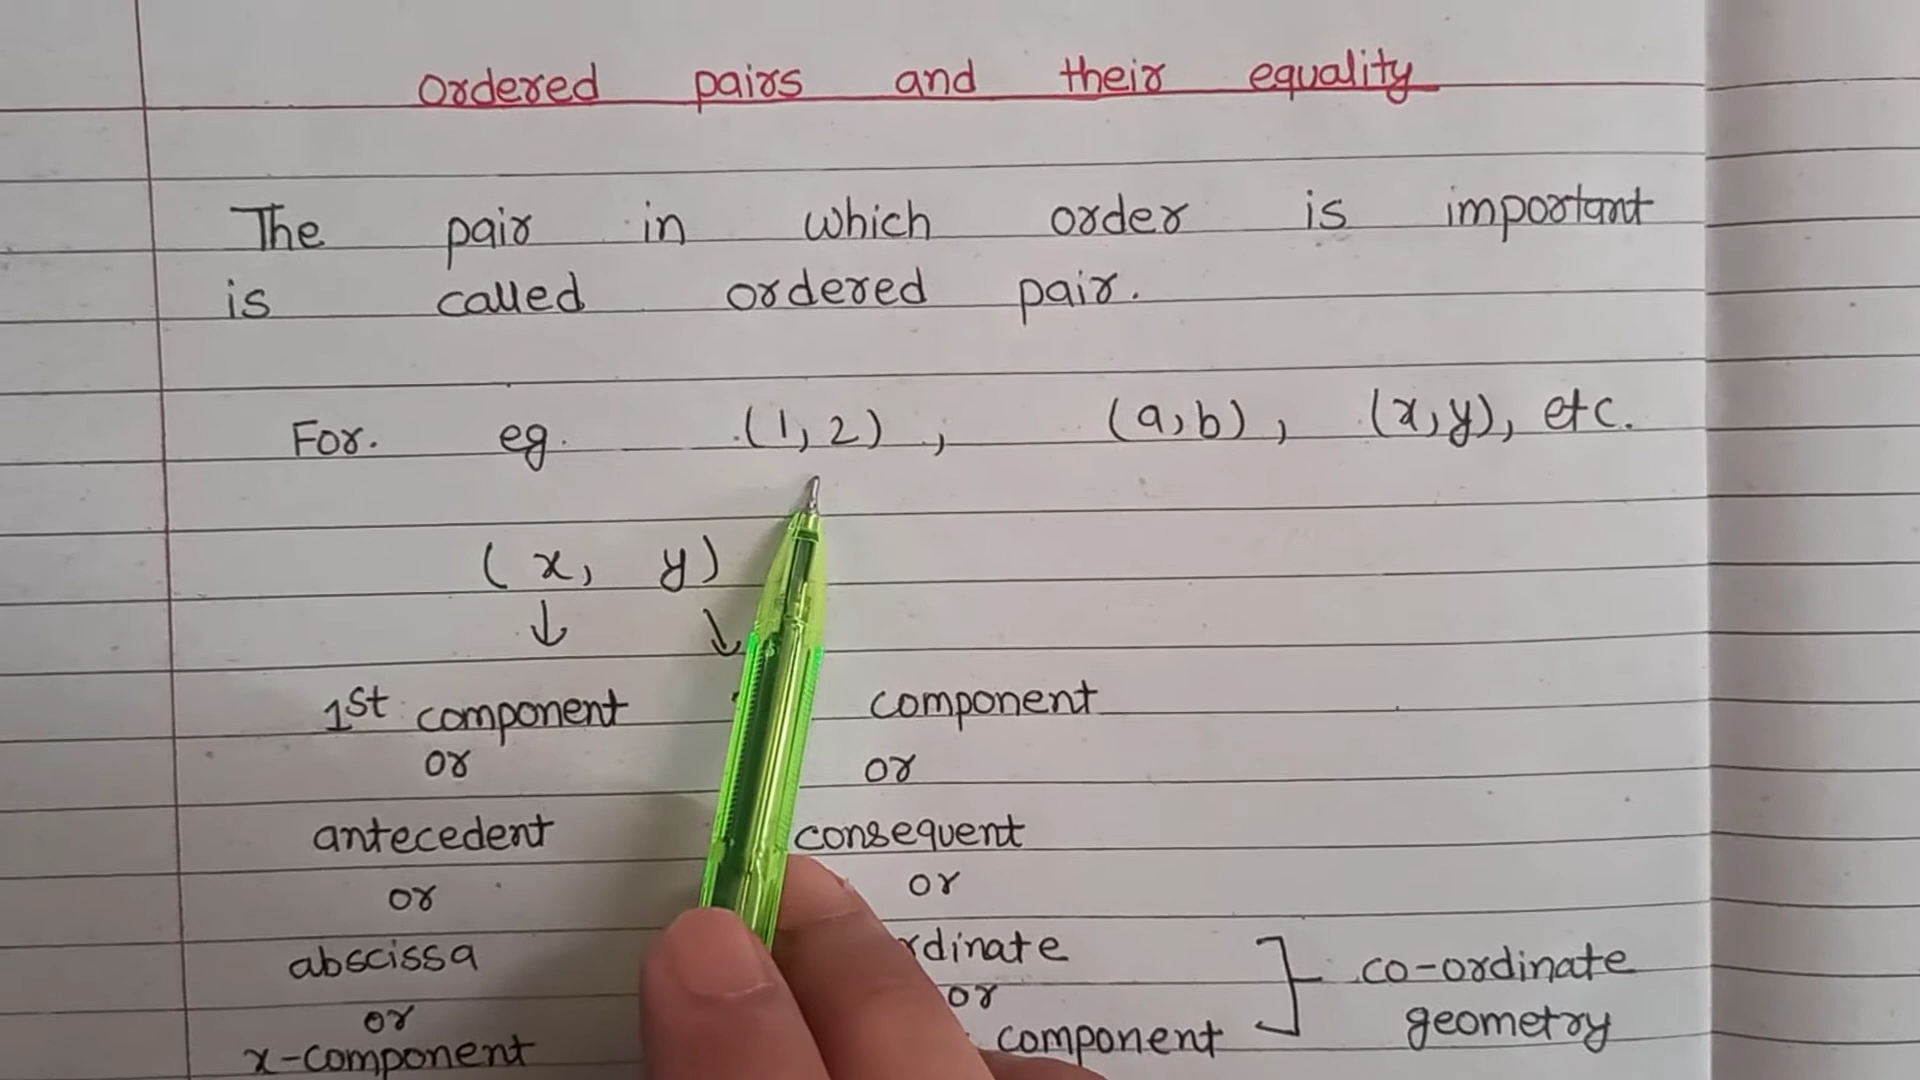 Ordered pairs and their equality
The pair in which order is important
is called ordered pair.
For. eg. (1, 2), (a, b), (x, y), etc.
(x, y)
↓ ↓
1st component component
or or
antecedent consequent
or or
abscissa co-ordinate
or or geometry
x-component component